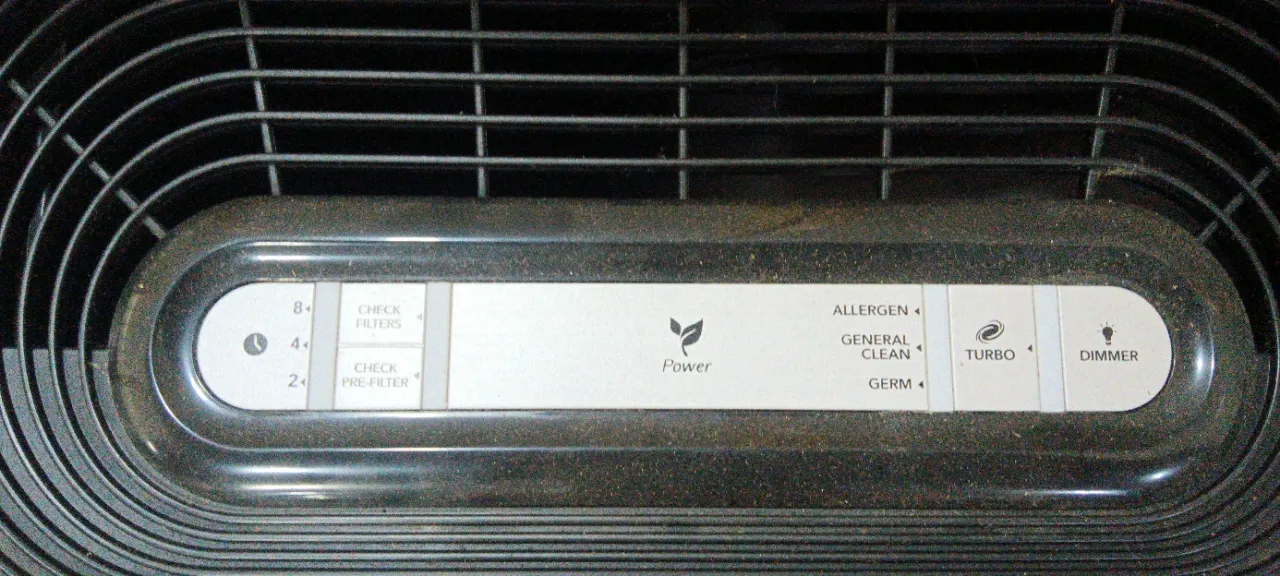 8
4
2
CHECK
FILTERS
CHECK
PRE-FILTER
Power
ALLERGEN
GENERAL
CLEAN
GERM
TURBO
DIMMER